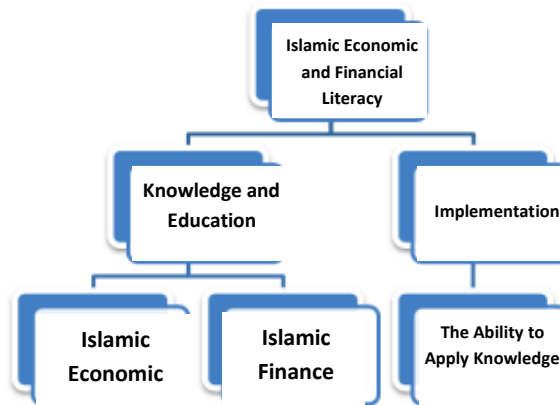 Islamic Economic
and Financial
Literacy
Knowledge and
Education
Implementation
Islamic
Economic
Islamic
Finance
The Ability to
Apply Knowledge